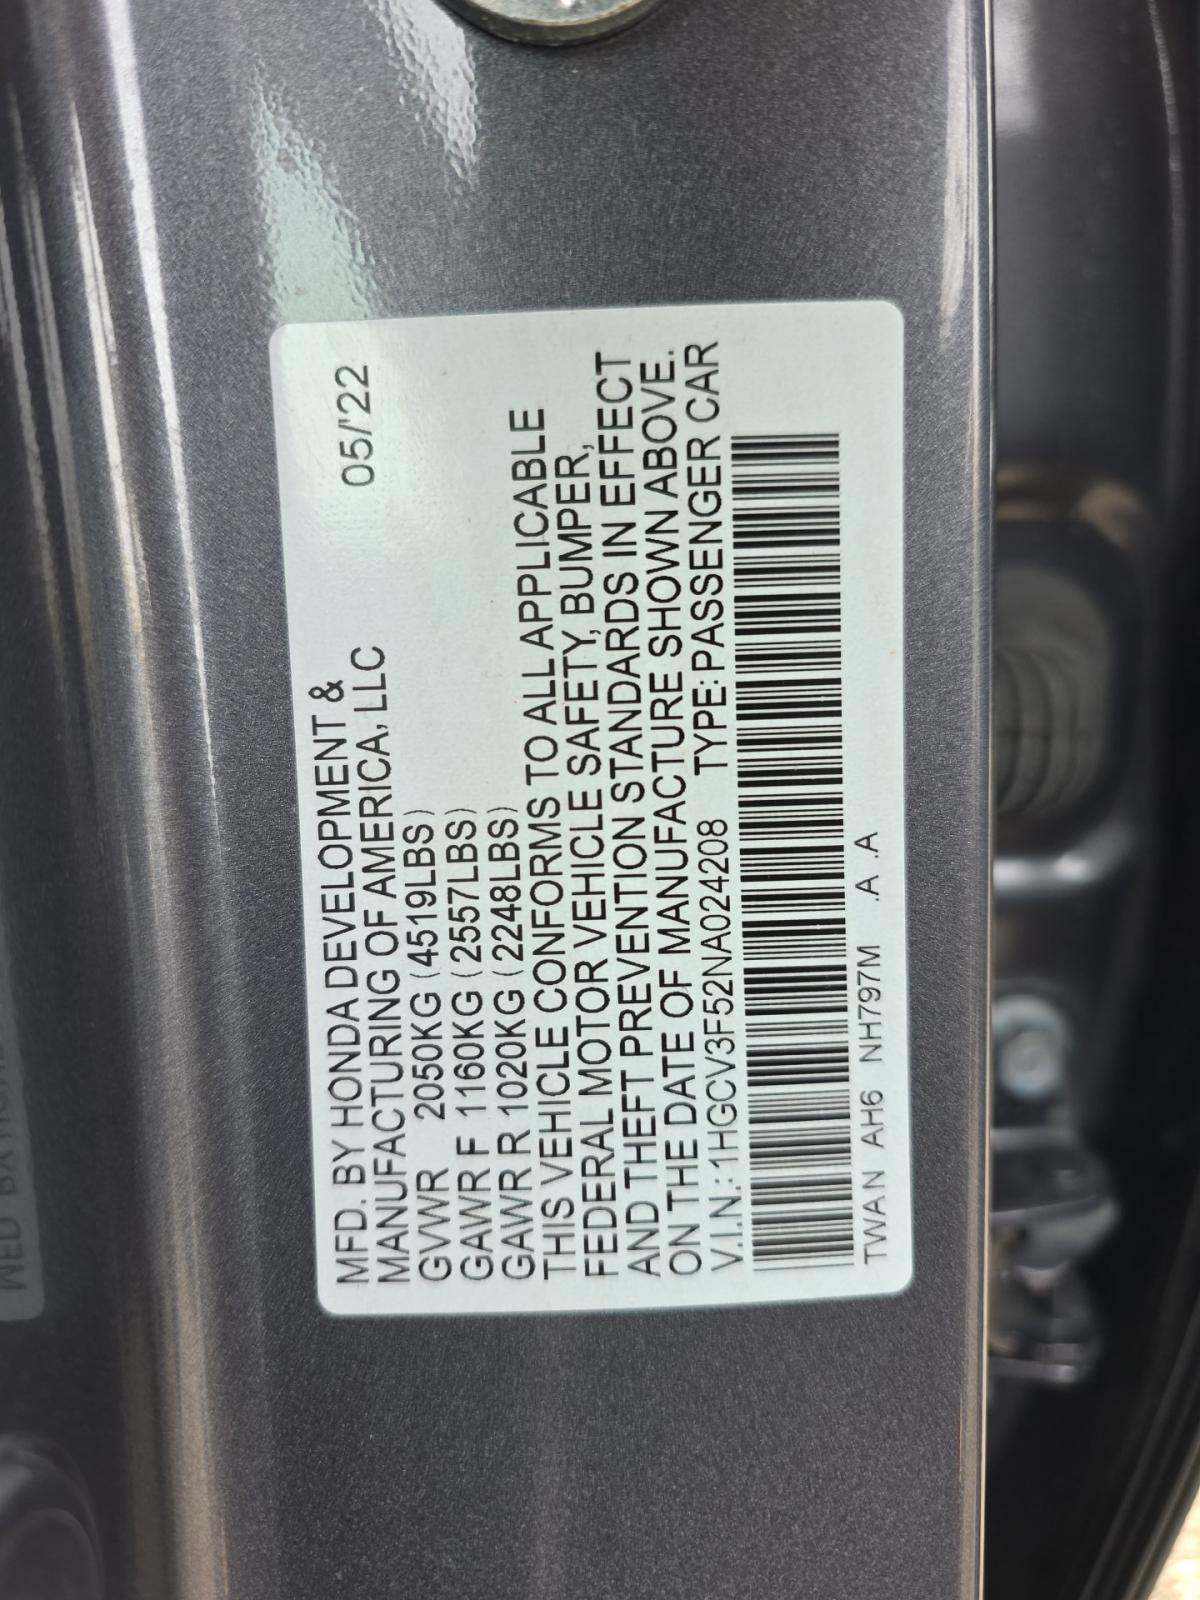 MFD. BY HONDA DEVELOPMENT & 05/'22
MANUFACTURING OF AMERICA, LLC
GVWR 2050KG (4519LBS)
GAWR F 1160KG (2557LBS)
GAWR R 1020KG (2248LBS)
THIS VEHICLE CONFORMS TO ALL APPLICABLE
FEDERAL MOTOR VEHICLE SAFETY, BUMPER,
AND THEFT PREVENTION STANDARDS IN EFFECT
ON THE DATE OF MANUFACTURE SHOWN ABOVE.
V.I.N.: 1HGCV3F52NA024208 TYPE: PASSENGER CAR
TWAN AH6 NH797M .A .A